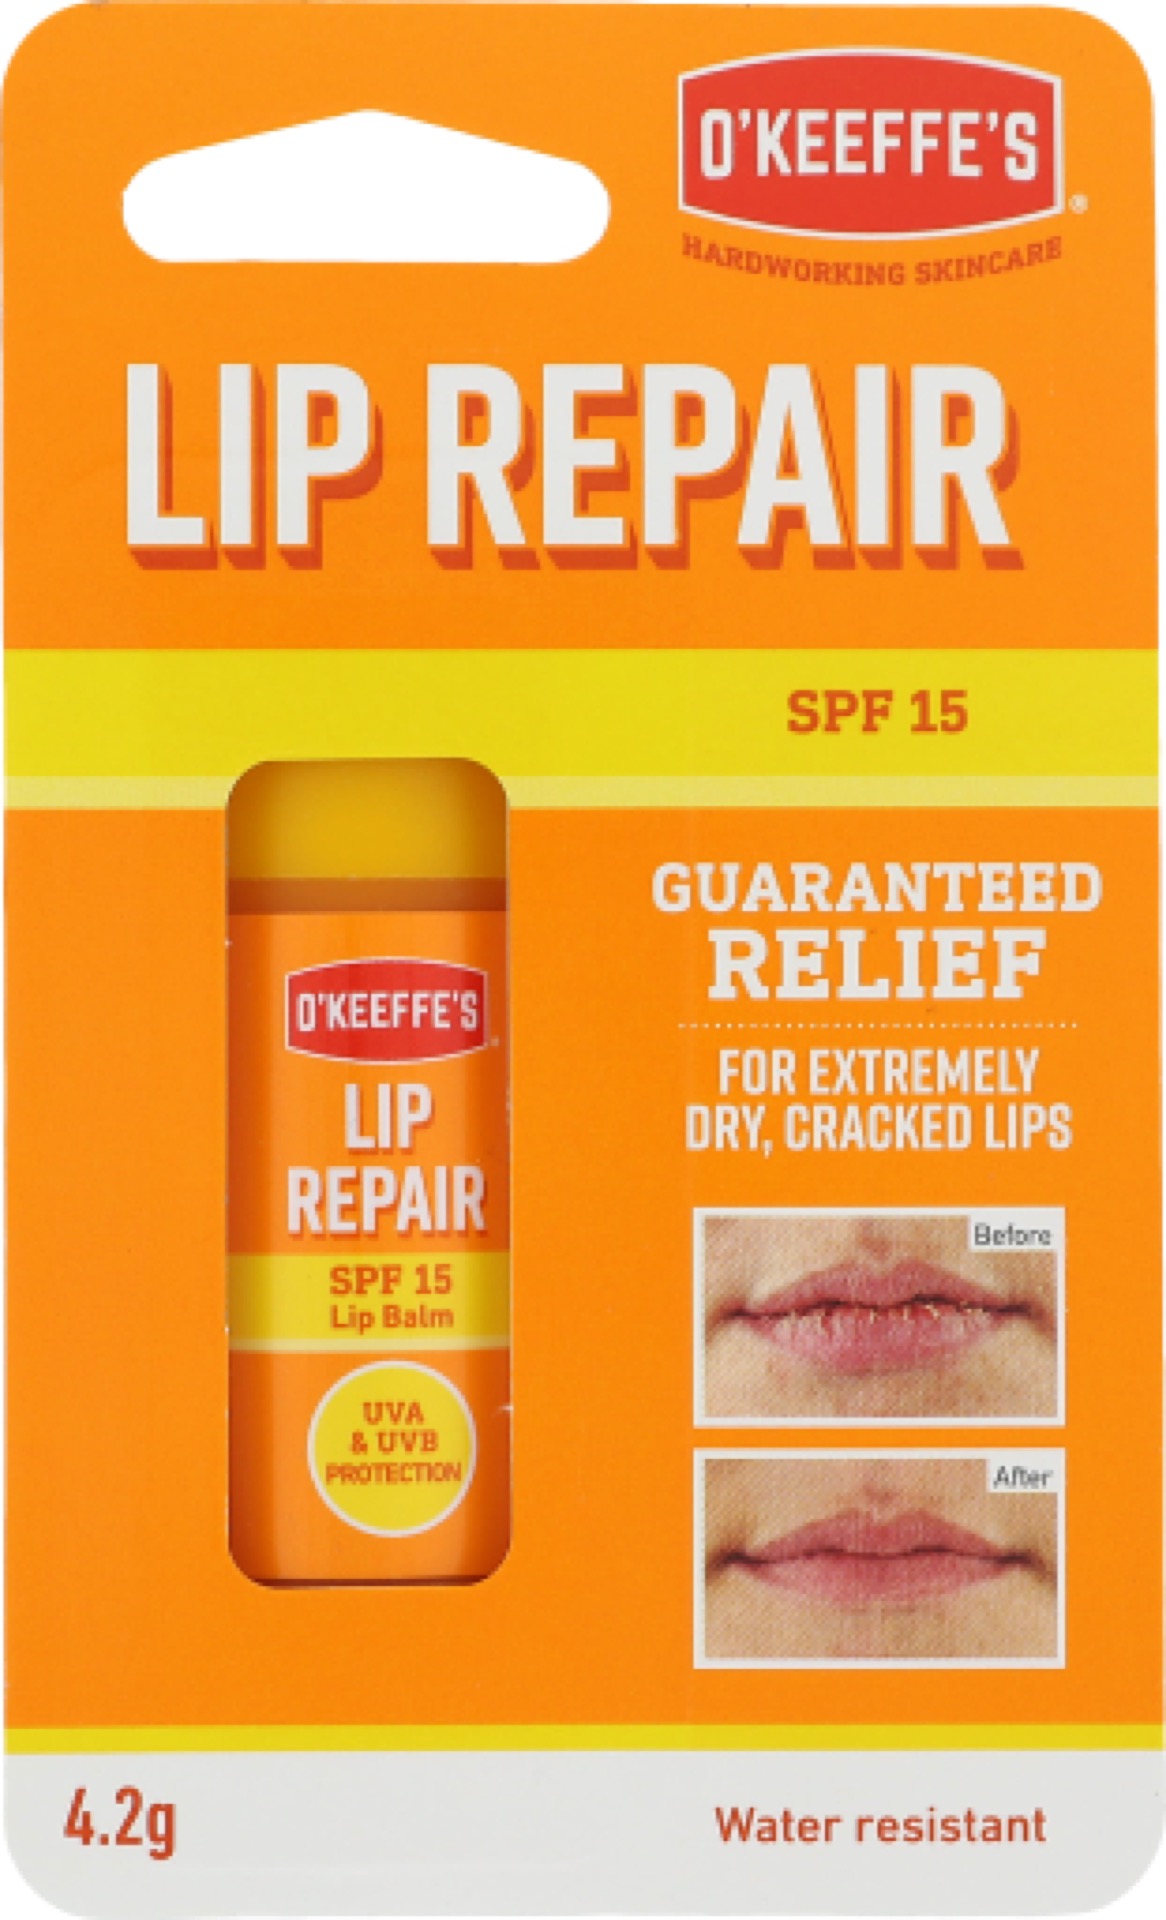 O'KEEFFE'S®
HARDWORKING SKINCARE
LIP REPAIR
SPF 15
GUARANTEED
RELIEF
FOR EXTREMELY
DRY, CRACKED LIPS
Before
After
O'KEEFFE'S
LIP
REPAIR
SPF 15
Lip Balm
UVA
& UVB
PROTECTION
4.2g
Water resistant